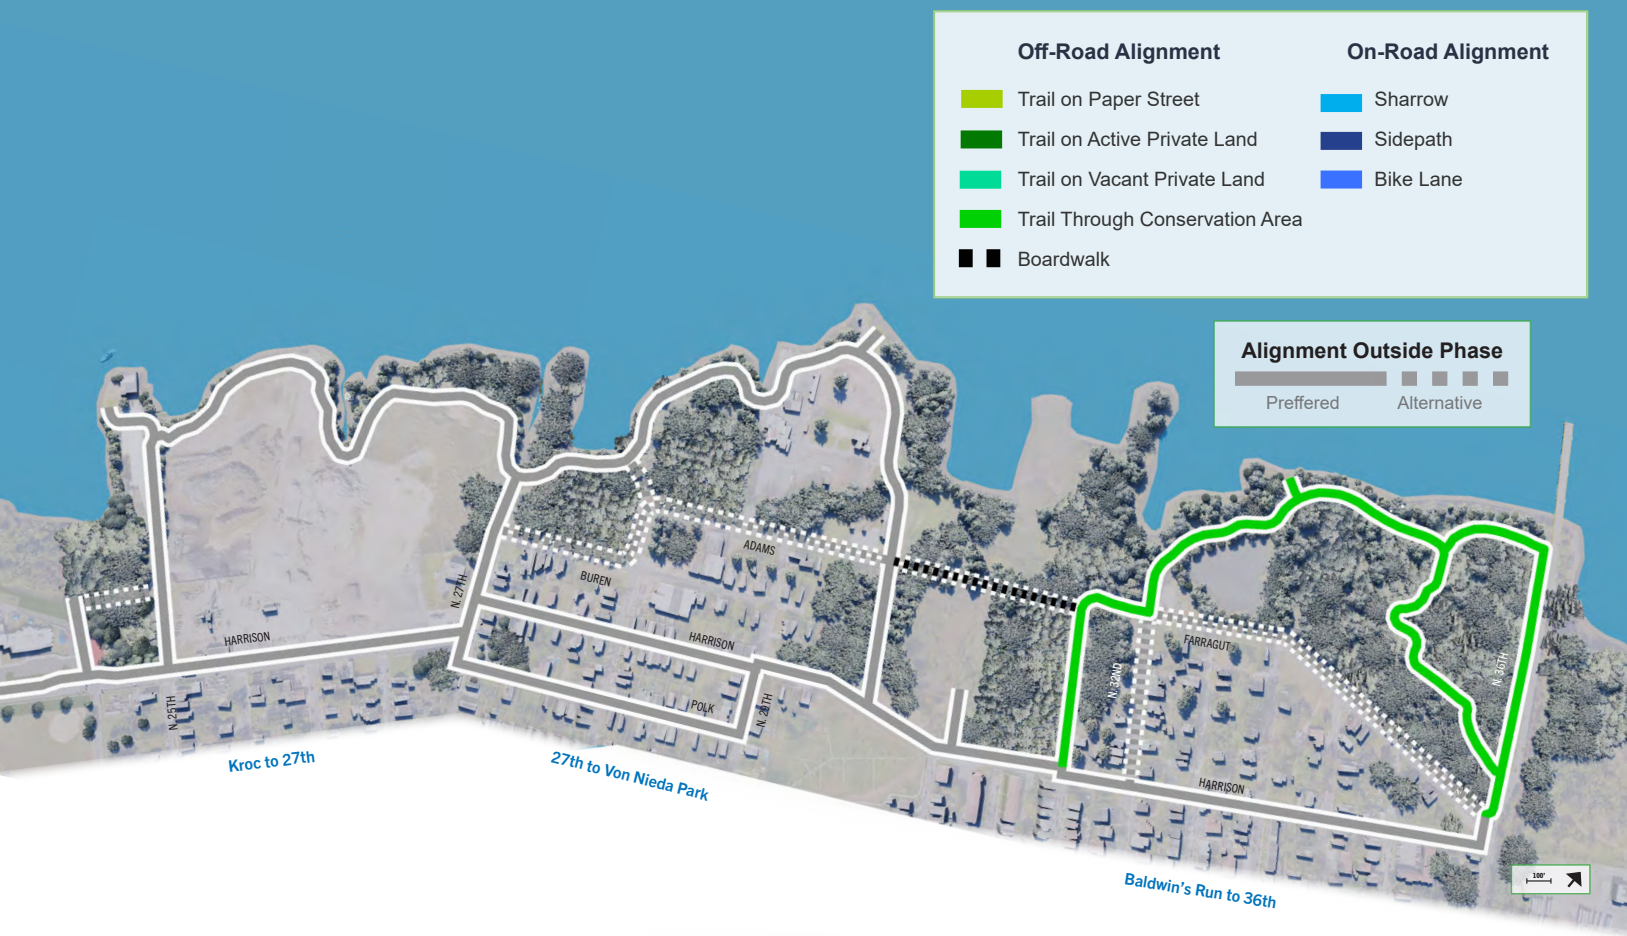 Off-Road Alignment
On-Road Alignment
Trail on Paper Street
Sharrow
Trail on Active Private Land
Sidepath
Trail on Vacant Private Land
Bike Lane
Trail Through Conservation Area
Boardwalk
Alignment Outside Phase
Preffered
Alternative
ADAMS
BUREN
N. 27TH
HARRISON
HARRISON
FARRAGUT
N. 32ND
N. 36TH
N. 25TH
POLK
N. 29TH
HARRISON
Kroc to 27th
27th to Von Nieda Park
Baldwin's Run to 36th
100'